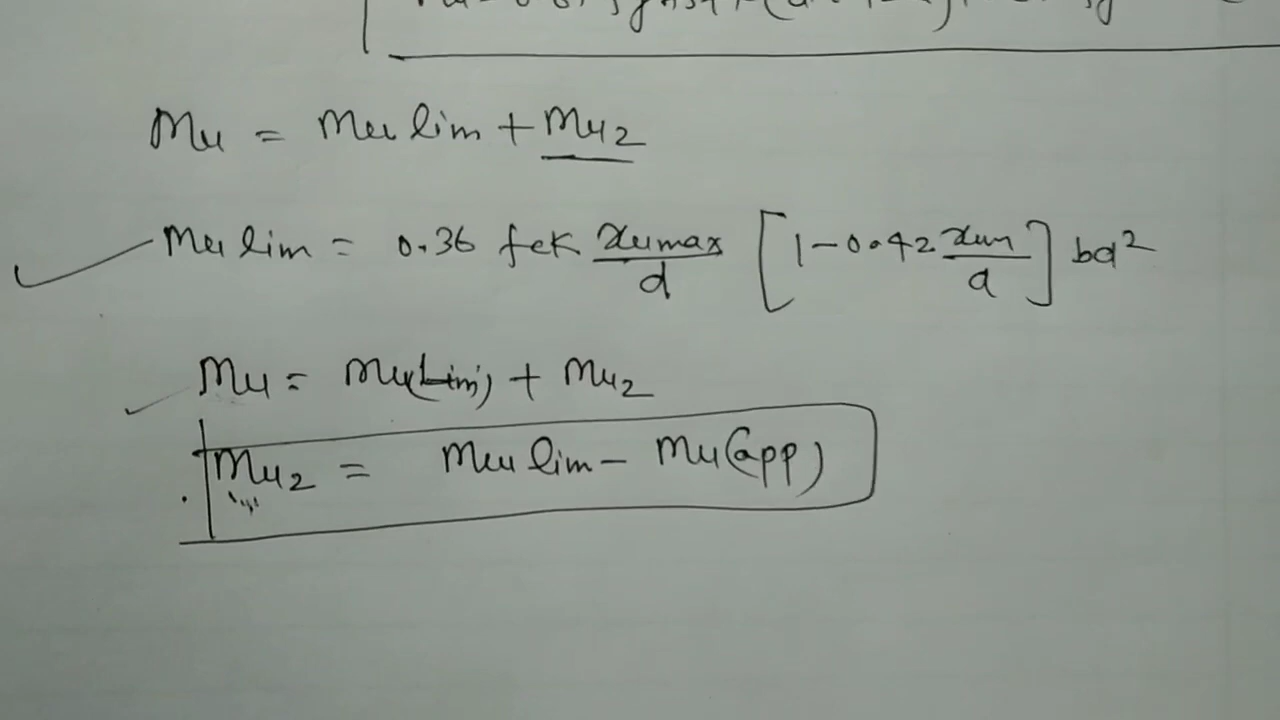 Mu = Mu lim + Mu2
Mu lim = 0.36 fck xumax/d [1-0.42 xum/d] bd²
Mu = Mu(Lim) + Mu2
Mu2 = Mu lim - Mu(app)